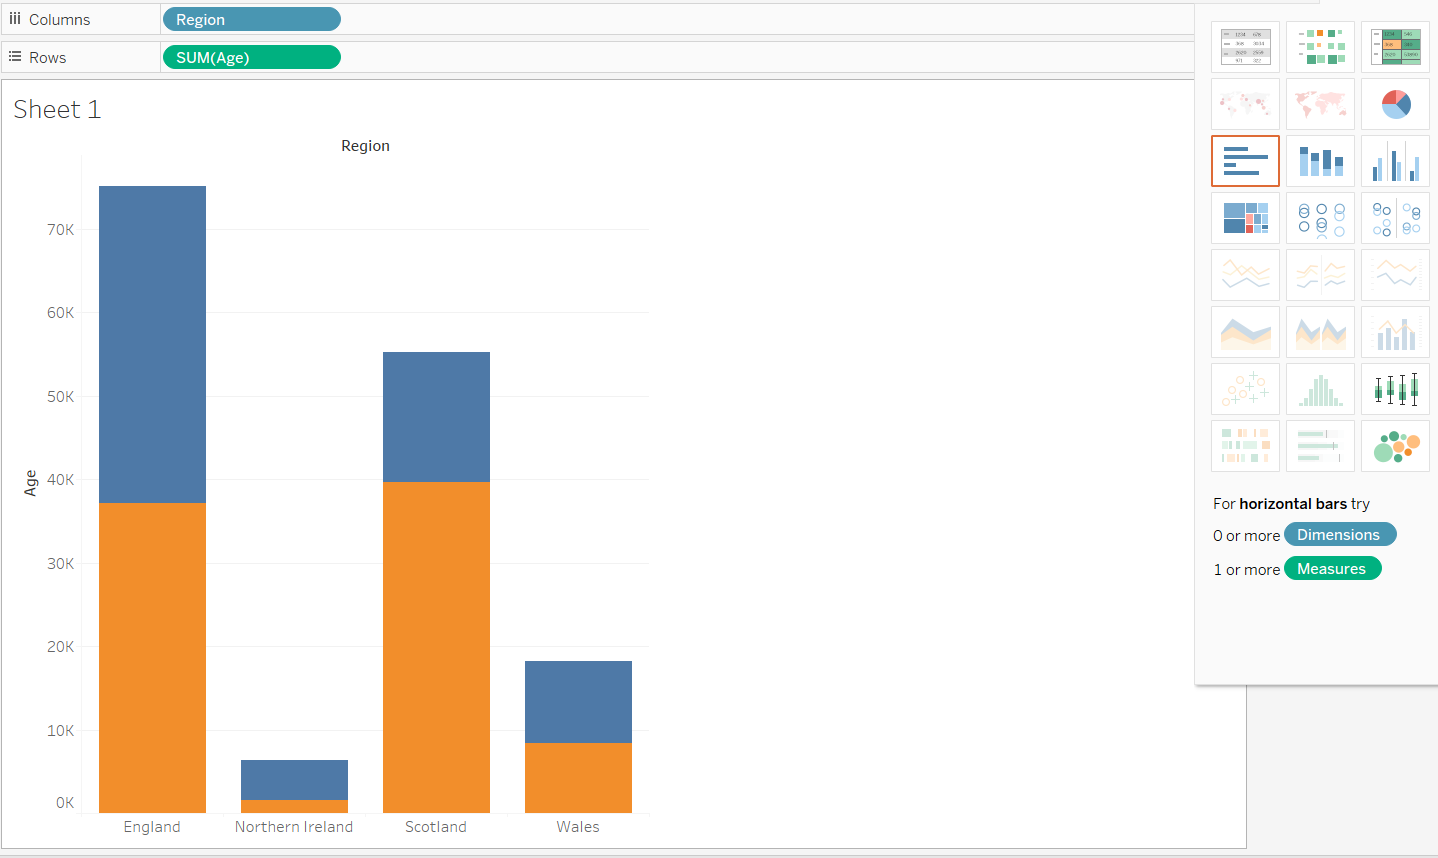 Columns
Region
Rows
SUM(Age)
Sheet 1
Region
Age
70K
60K
50K
40K
30K
20K
10K
0K
England
Northern Ireland
Scotland
Wales
For horizontal bars try
0 or more Dimensions
1 or more Measures